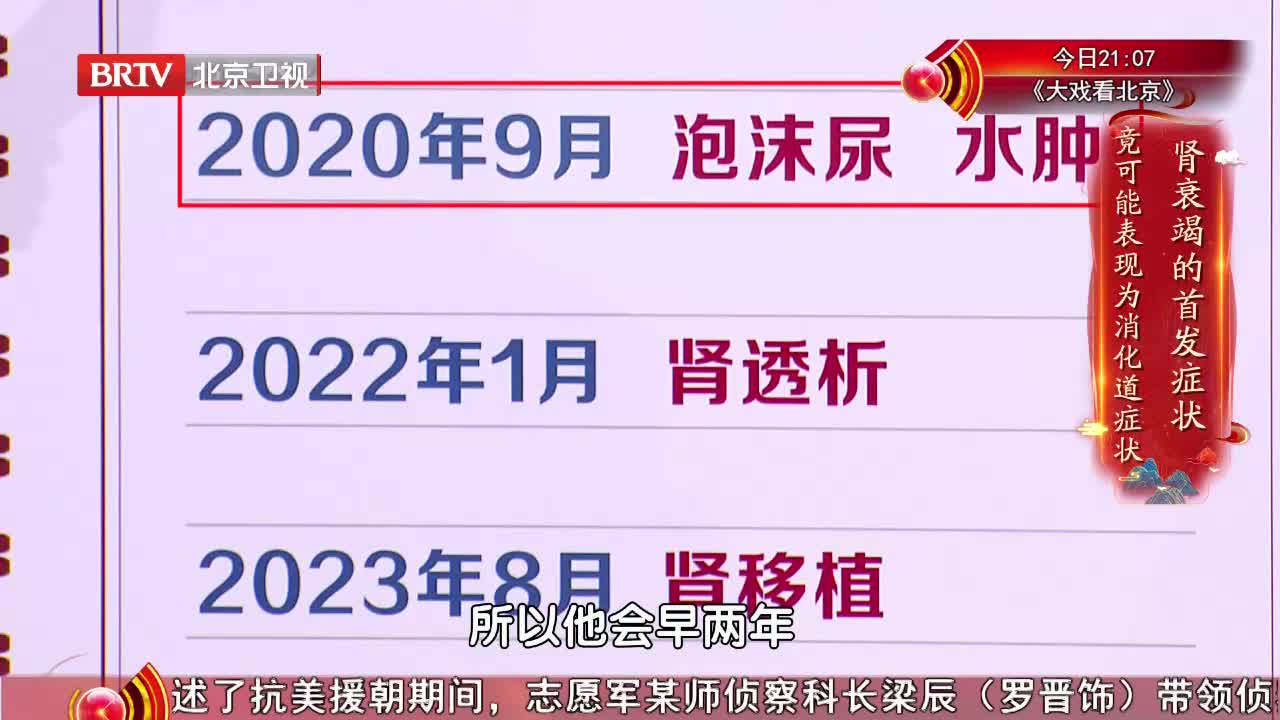 BRTV 北京卫视
今日21:07
《大戏看北京》
2020年9月 泡沫尿 水肿
肾衰竭的首发症状
竟可能表现为消化道症状
2022年1月 肾透析
2023年8月 肾移植
所以他会早两年
述了抗美援朝期间，志愿军某师侦察科长梁辰（罗晋饰）带领侦